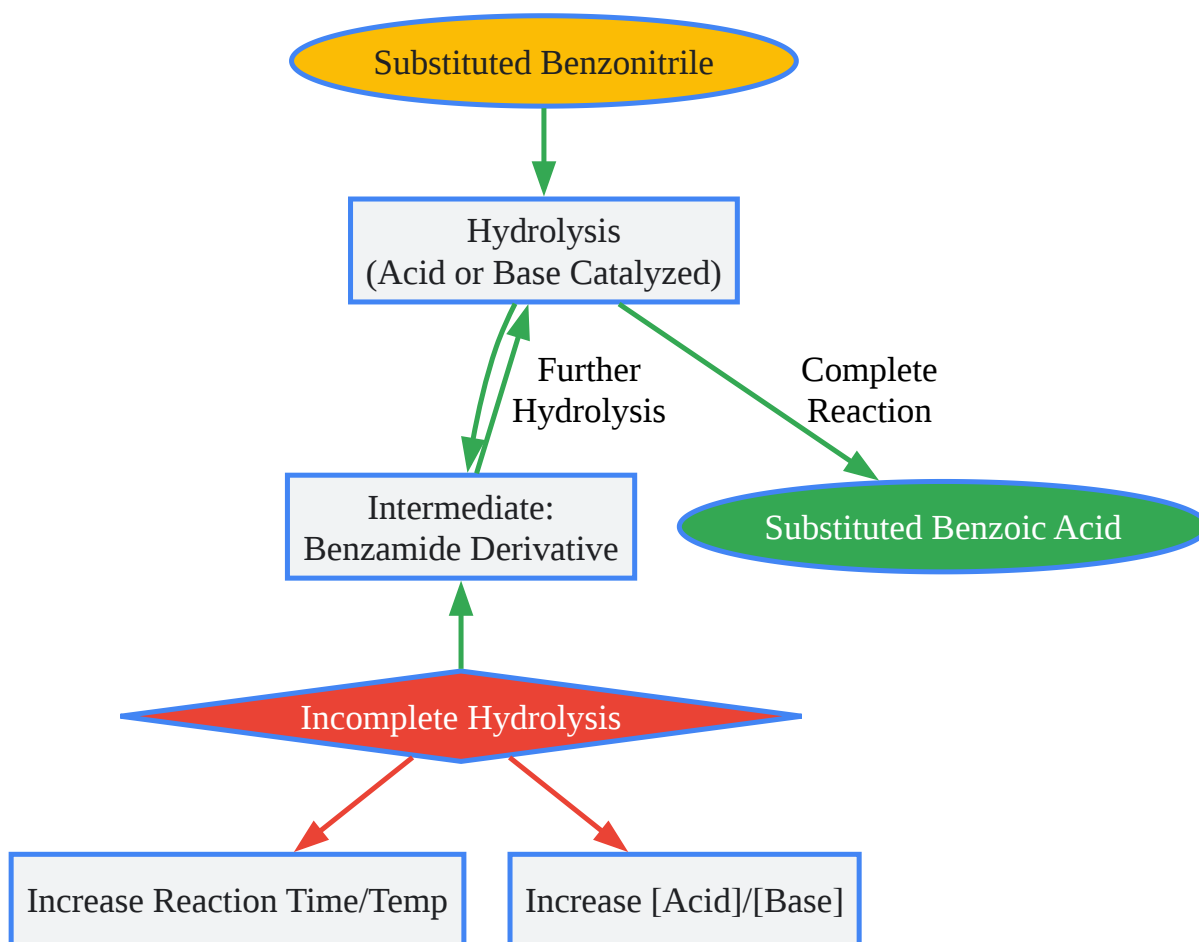 Substituted Benzonitrile
Hydrolysis
(Acid or Base Catalyzed)
Further
Hydrolysis
Complete
Reaction
Intermediate:
Benzamide Derivative
Substituted Benzoic Acid
Incomplete Hydrolysis
Increase Reaction Time/Temp
Increase [Acid]/[Base]